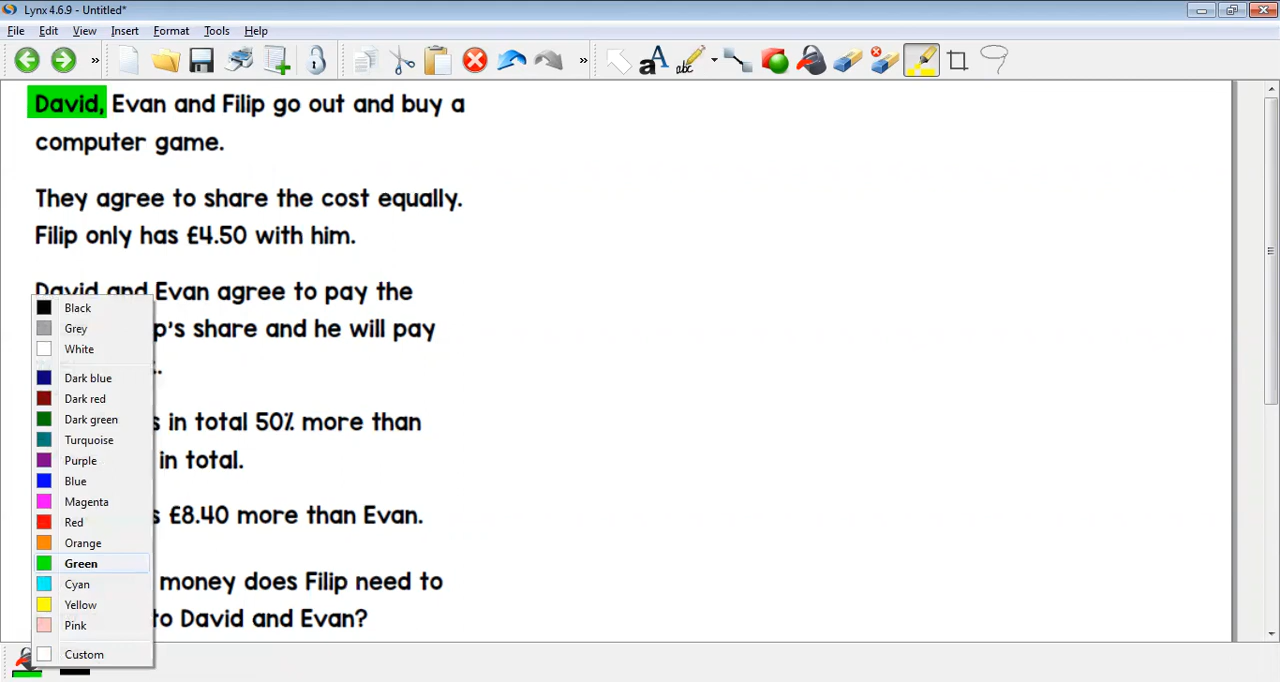 Lynx 4.6.9 - Untitled*
File Edit View Insert Format Tools Help
David, Evan and Filip go out and buy a
computer game.
They agree to share the cost equally.
Filip only has £4.50 with him.
David and Evan agree to pay the
p's share and he will pay
in total 50% more than
in total.
£8.40 more than Evan.
money does Filip need to
to David and Evan?
Black
Grey
White
Dark blue
Dark red
Dark green
Turquoise
Purple
Blue
Magenta
Red
Orange
Green
Cyan
Yellow
Pink
Custom